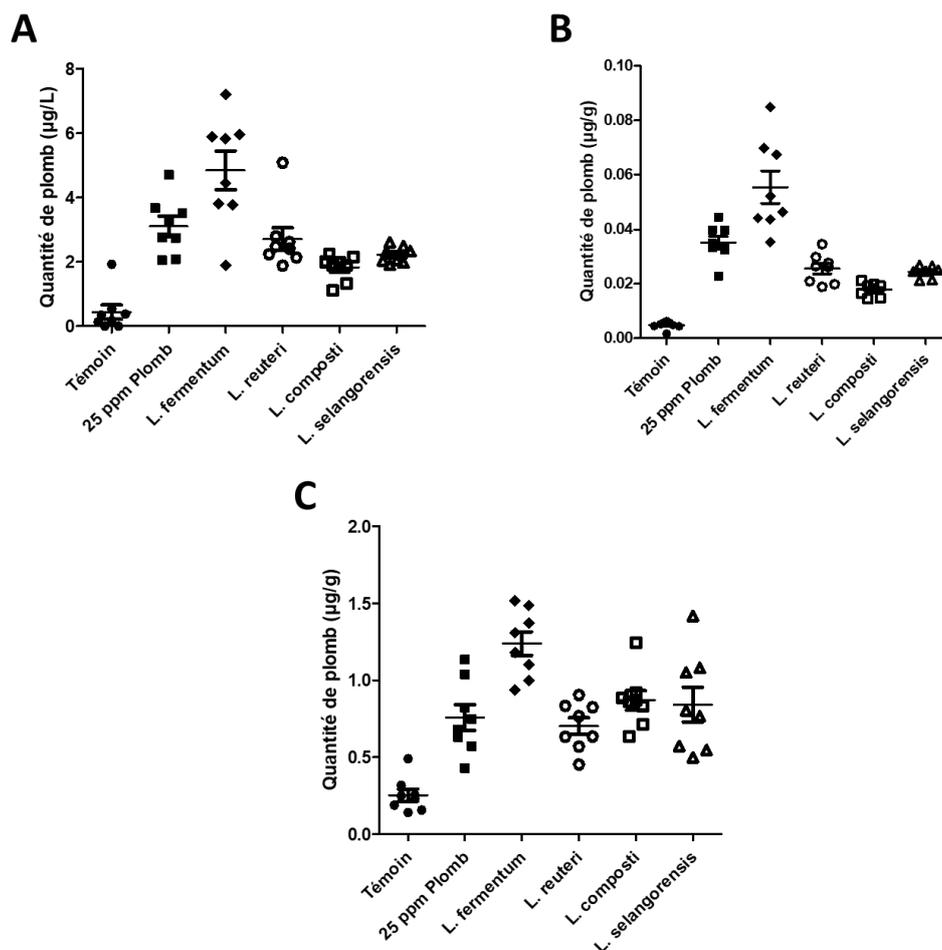 A
Quantité de plomb (µg/L)
8
6
4
2
0
Témoin
25 ppm Plomb
L. fermentum
L. reuteri
L. composti
L. selangorensis
B
Quantité de plomb (µg/g)
0.10
0.08
0.06
0.04
0.02
0.00
Témoin
25 ppm Plomb
L. fermentum
L. reuteri
L. composti
L. selangorensis
C
Quantité de plomb (µg/g)
2.0
1.5
1.0
0.5
0.0
Témoin
25 ppm Plomb
L. fermentum
L. reuteri
L. composti
L. selangorensis